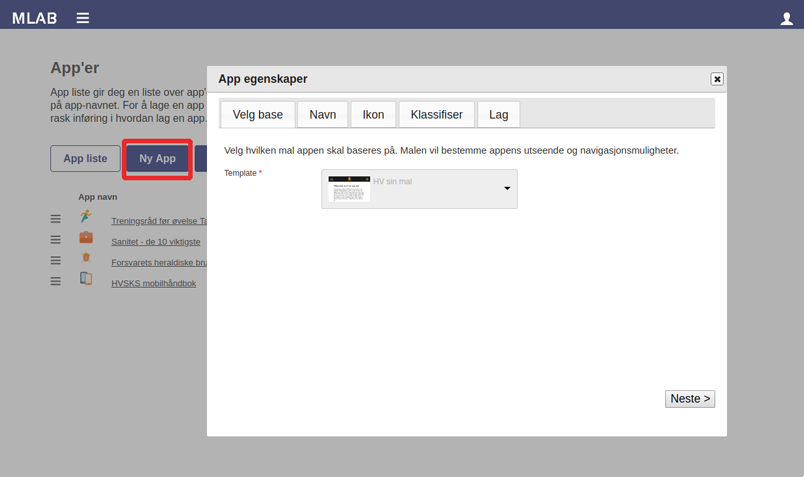 MLAB
App'er
App liste gir deg en liste over app'
på app-navnet. For å lage en app
rask inføring i hvordan lag en app.
App liste
Ny App
App navn
Treningsråd før øvelse Ta
Sanitet - de 10 viktigste
Forsvarets heraldiske bru
HVSKS mobilhåndbok
App egenskaper
Velg base
Navn
Ikon
Klassifiser
Lag
Velg hvilken mal appen skal baseres på. Malen vil bestemme appens utseende og navigasjonsmuligheter.
Template *
HV sin mal
Neste >